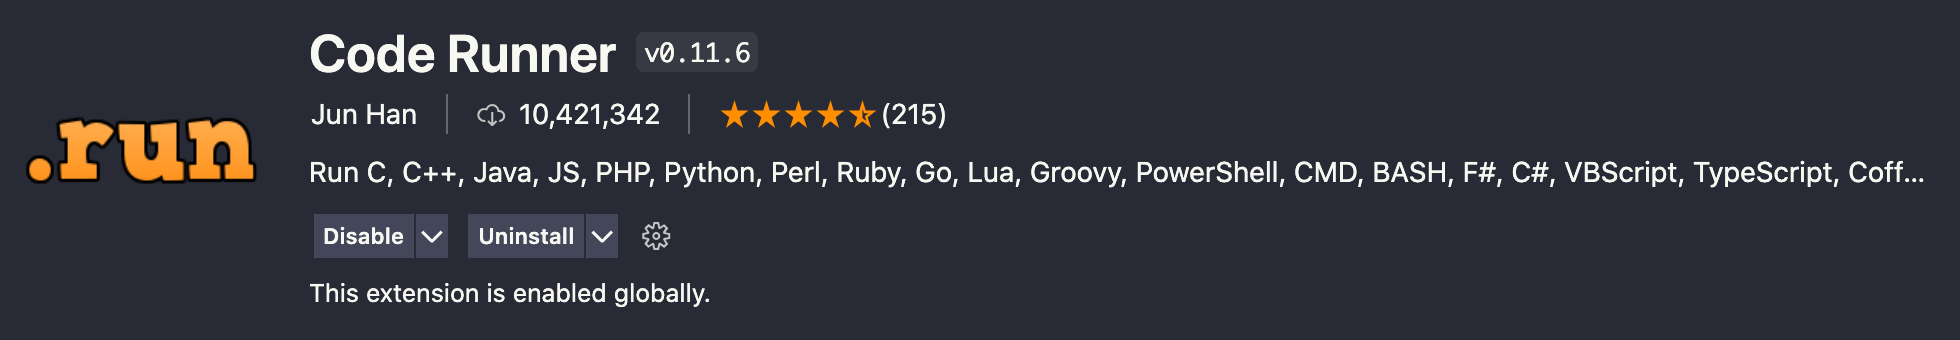 .run
Code Runner v0.11.6
Jun Han 10,421,342 (215)
Run C, C++, Java, JS, PHP, Python, Perl, Ruby, Go, Lua, Groovy, PowerShell, CMD, BASH, F#, C#, VBScript, TypeScript, Coff...
Disable Uninstall
This extension is enabled globally.